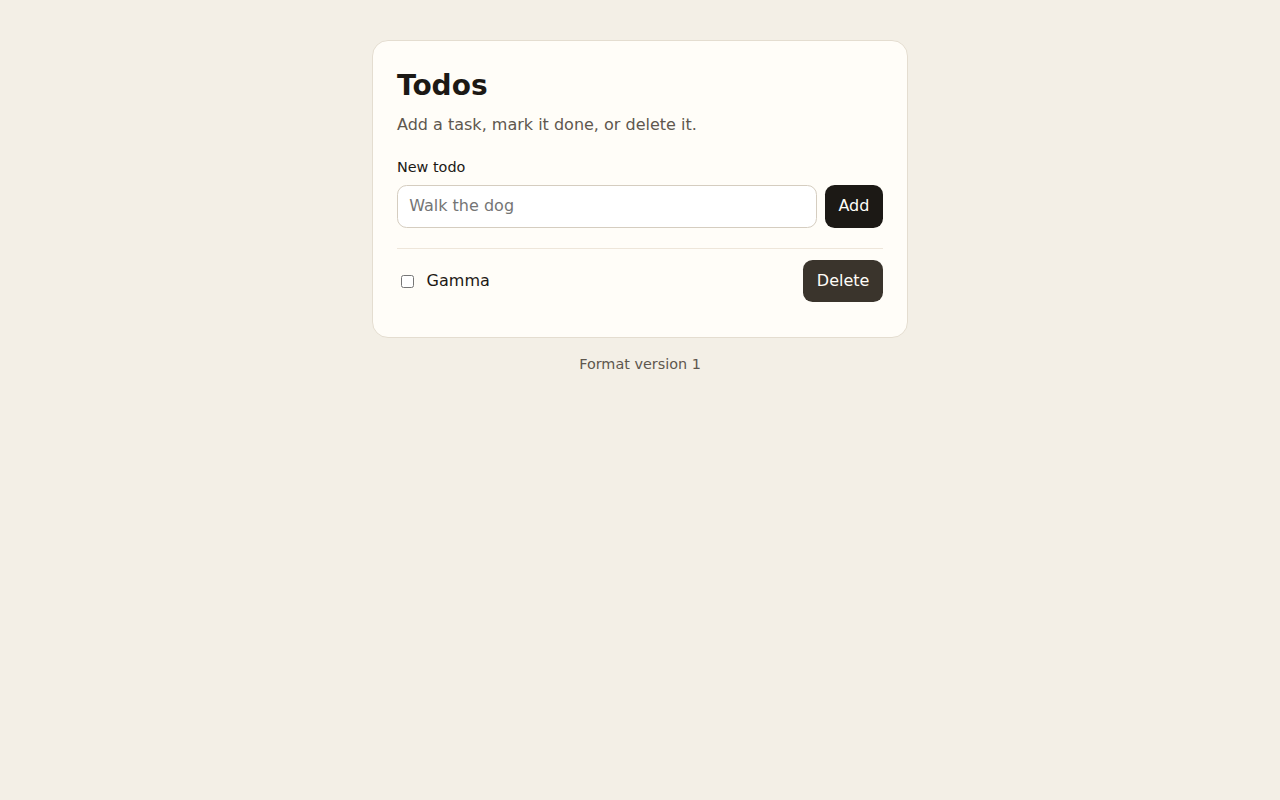 Todos
Add a task, mark it done, or delete it.
New todo
Walk the dog
Add
Gamma
Delete
Format version 1